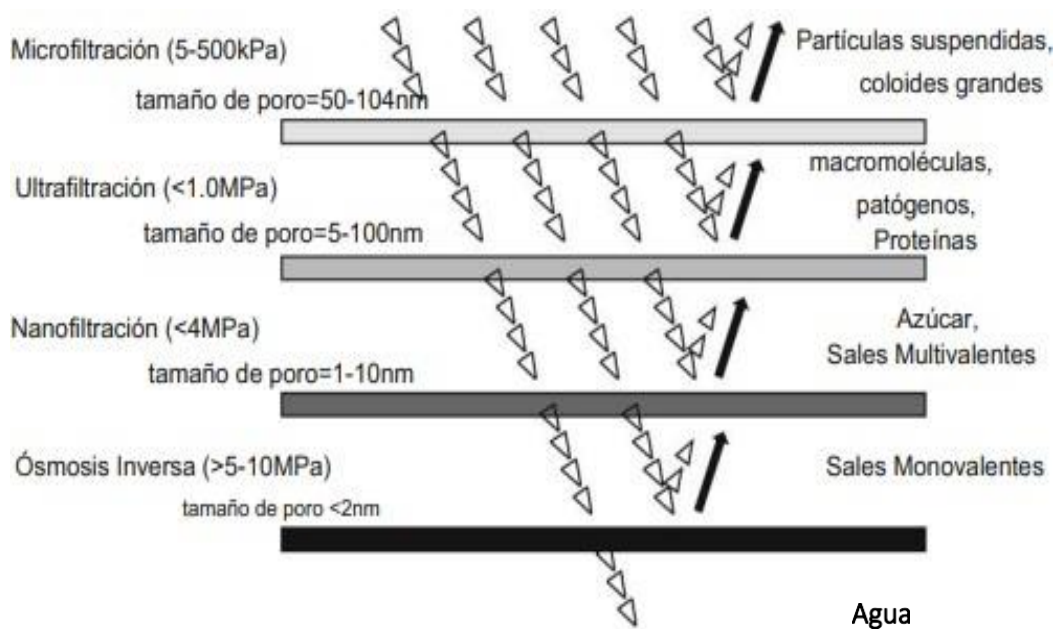 Microfiltración (5-500kPa)
tamaño de poro=50-104nm
Partículas suspendidas,
coloides grandes
Ultrafiltración (<1.0MPa)
tamaño de poro=5-100nm
macromoléculas,
patógenos,
Proteínas
Nanofiltración (<4MPa)
tamaño de poro=1-10nm
Azúcar,
Sales Multivalentes
Ósmosis Inversa (>5-10MPa)
tamaño de poro <2nm
Sales Monovalentes
Agua